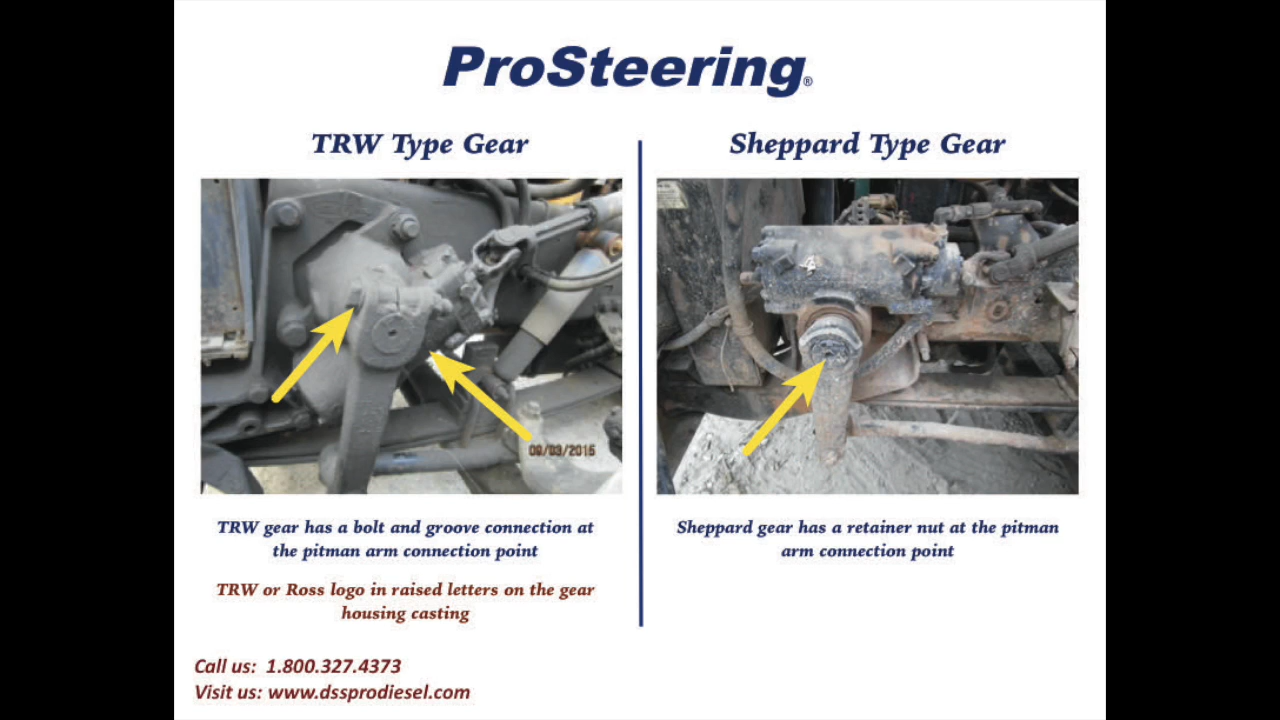 ProSteering®
TRW Type Gear
Sheppard Type Gear
09/03/2015
TRW gear has a bolt and groove connection at
the pitman arm connection point
TRW or Ross logo in raised letters on the gear
housing casting
Sheppard gear has a retainer nut at the pitman
arm connection point
Call us: 1.800.327.4373
Visit us: www.dssprodiesel.com